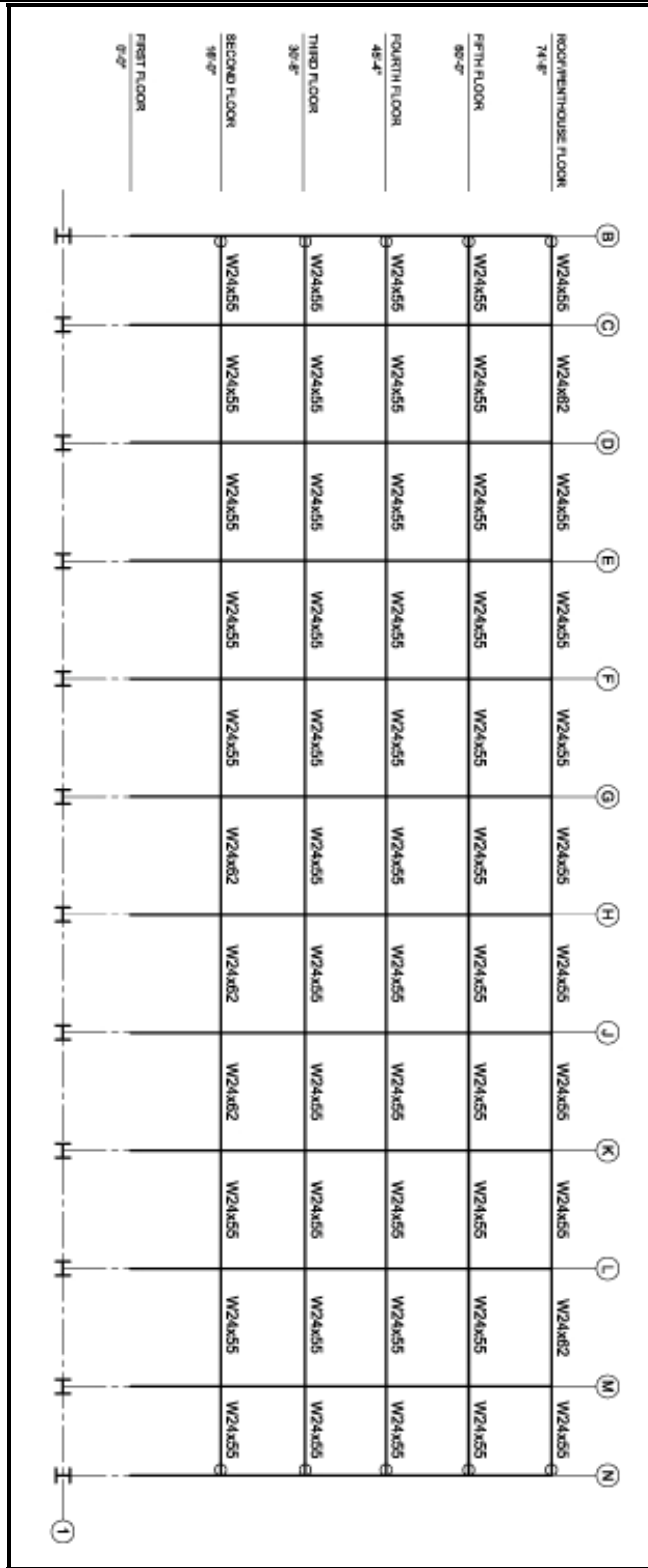 B C D E F G H J K L M N
ROOF/PENTHOUSE FLOOR
74'-8"
W24x55 W24x62 W24x55 W24x55 W24x55 W24x55 W24x55 W24x55 W24x55 W24x62 W24x55
FIFTH FLOOR
60'-0"
W24x55 W24x55 W24x55 W24x55 W24x55 W24x55 W24x55 W24x55 W24x55 W24x55 W24x55
FOURTH FLOOR
45'-4"
W24x55 W24x55 W24x55 W24x55 W24x55 W24x55 W24x55 W24x55 W24x55 W24x55 W24x55
THIRD FLOOR
30'-8"
W24x55 W24x55 W24x55 W24x55 W24x55 W24x55 W24x55 W24x55 W24x55 W24x55 W24x55
SECOND FLOOR
16'-0"
W24x55 W24x55 W24x55 W24x55 W24x55 W24x62 W24x62 W24x62 W24x55 W24x55 W24x55
FIRST FLOOR
0'-0"
1